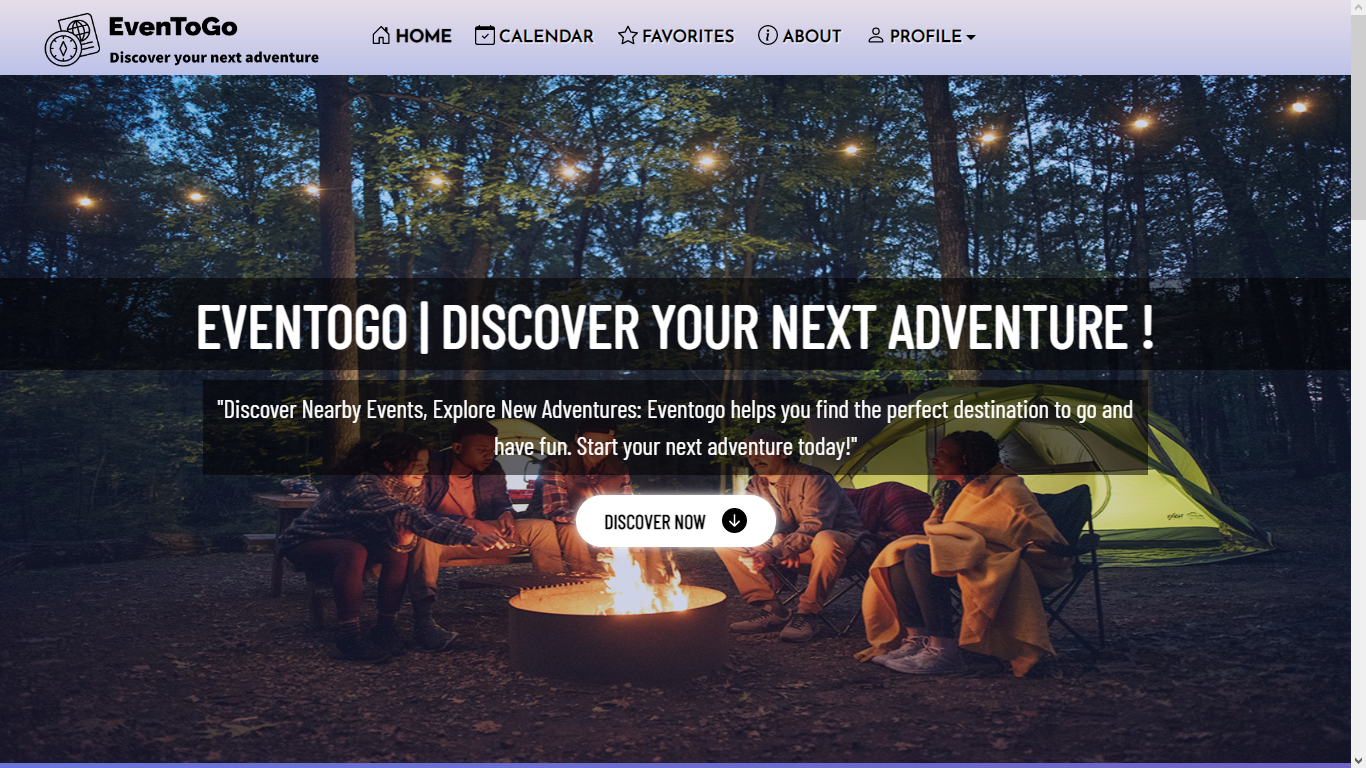 EvenToGo
Discover your next adventure
HOME
CALENDAR
FAVORITES
ABOUT
PROFILE
EVENTOGO | DISCOVER YOUR NEXT ADVENTURE !
"Discover Nearby Events, Explore New Adventures: Eventogo helps you find the perfect destination to go and
have fun. Start your next adventure today!"
DISCOVER NOW